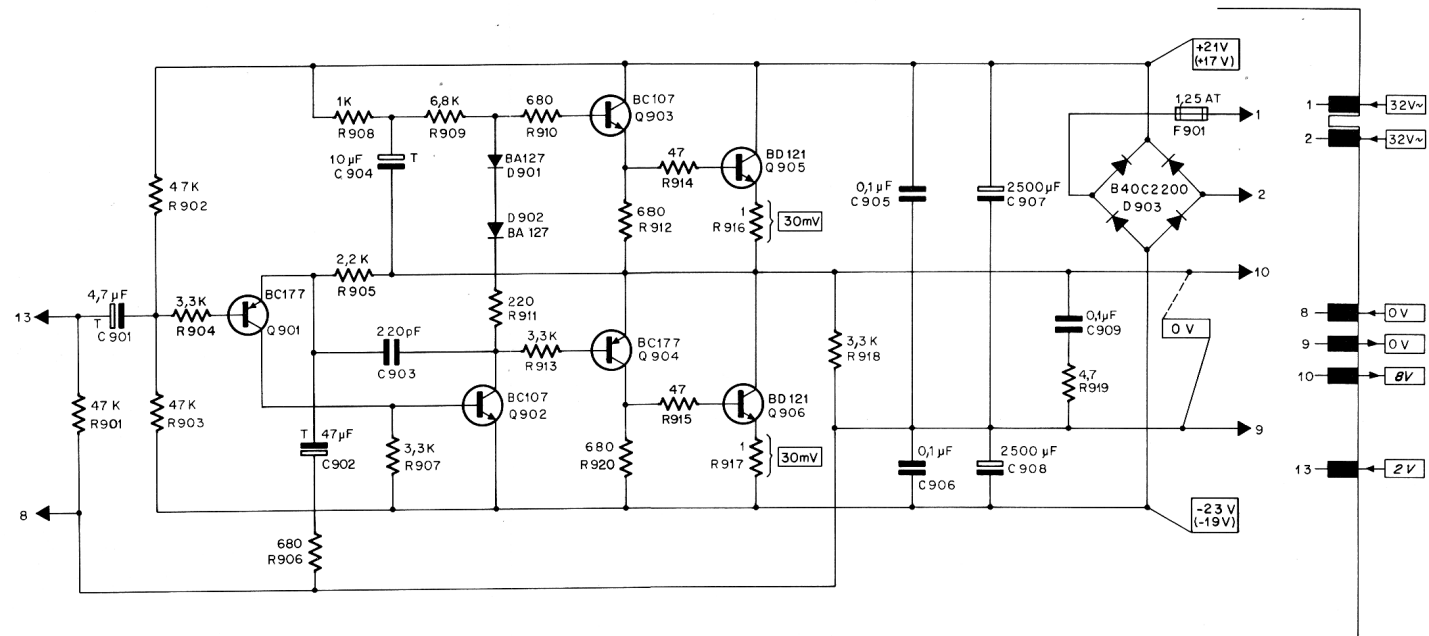 +21V
(+17V)
1K
R908
6,8K
R909
680
R910
BC107
Q903
1,25 AT
F901
1
1
32V~
2
32V~
10µF
C904
T
BA127
D901
47
R914
BD121
Q905
47K
R902
0,1µF
C905
2500µF
C907
B40C2200
D903
2
D902
BA 127
680
R912
1
R916
30mV
2,2K
R905
10
BC177
Q901
4,7µF
T
C901
13
3,3K
R904
220
R911
220pF
C903
3,3K
R913
BC177
Q904
3,3K
R918
0,1µF
C909
0 V
8
0V
9
0V
10
8V
4,7
R919
47K
R901
47K
R903
BC107
Q902
47
R915
BD121
Q906
9
T
47µF
C902
3,3K
R907
680
R920
1
R917
30mV
0,1µF
C906
2500 µF
C908
13
2V
8
-23V
(-19V)
680
R906